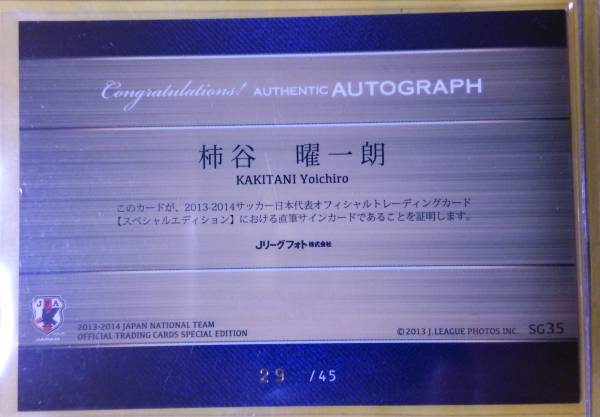 Congratulations! AUTHENTIC AUTOGRAPH
柿谷 曜一朗
KAKITANI Yoichiro
このカードが、2013-2014サッカー日本代表オフィシャルトレーディングカード
【スペシャルエディション】における直筆サインカードであることを証明します。
Jリーグフォト株式会社
JFA
JAPAN
2013-2014 JAPAN NATIONAL TEAM
OFFICIAL TRADING CARDS SPECIAL EDITION
©2013 J.LEAGUE PHOTOS INC. SG35
29 /45